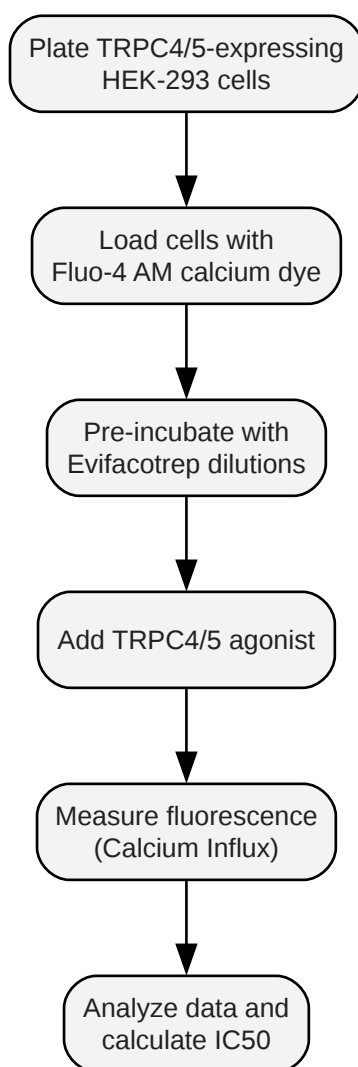 Plate TRPC4/5-expressing
HEK-293 cells
Load cells with
Fluo-4 AM calcium dye
Pre-incubate with
Evifacotrep dilutions
Add TRPC4/5 agonist
Measure fluorescence
(Calcium Influx)
Analyze data and
calculate IC50